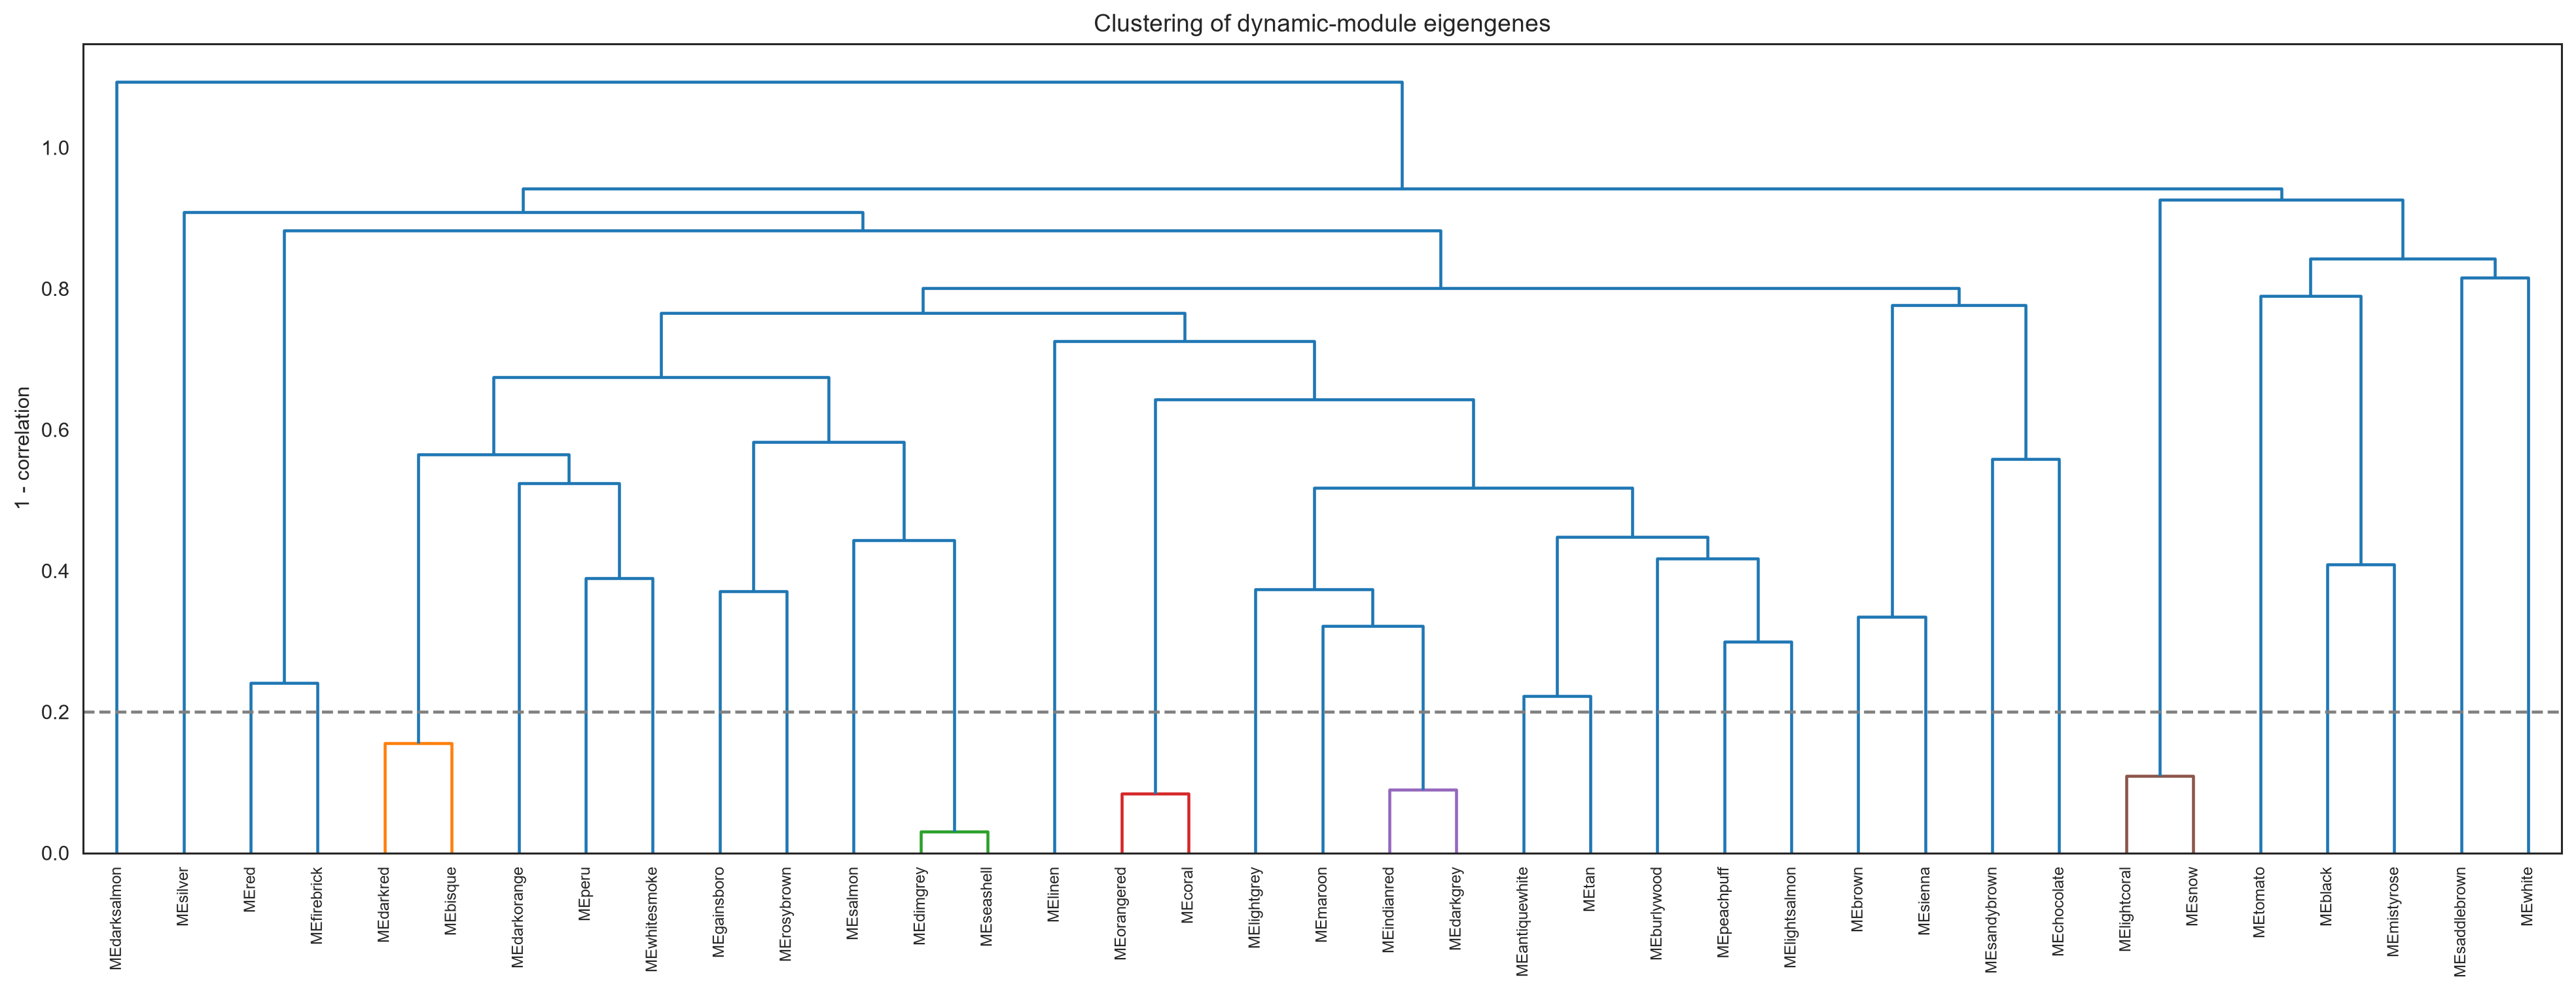 Clustering of dynamic-module eigengenes
1 - correlation
1.0
0.8
0.6
0.4
0.2
0.0
MEdarksalmon
MEsilver
MEred
MEfirebrick
MEdarkred
MEbisque
MEdarkorange
MEperu
MEwhitesmoke
MEgainsboro
MErosybrown
MEsalmon
MEdimgrey
MEseashell
MElinen
MEorangered
MEcoral
MElightgrey
MEmaroon
MEindianred
MEdarkgrey
MEantiquewhite
MEtan
MEburlywood
MEpeachpuff
MElightsalmon
MEbrown
MEsienna
MEsandybrown
MEchocolate
MElightcoral
MEsnow
MEtomato
MEblack
MEmistyrose
MEsaddlebrown
MEwhite